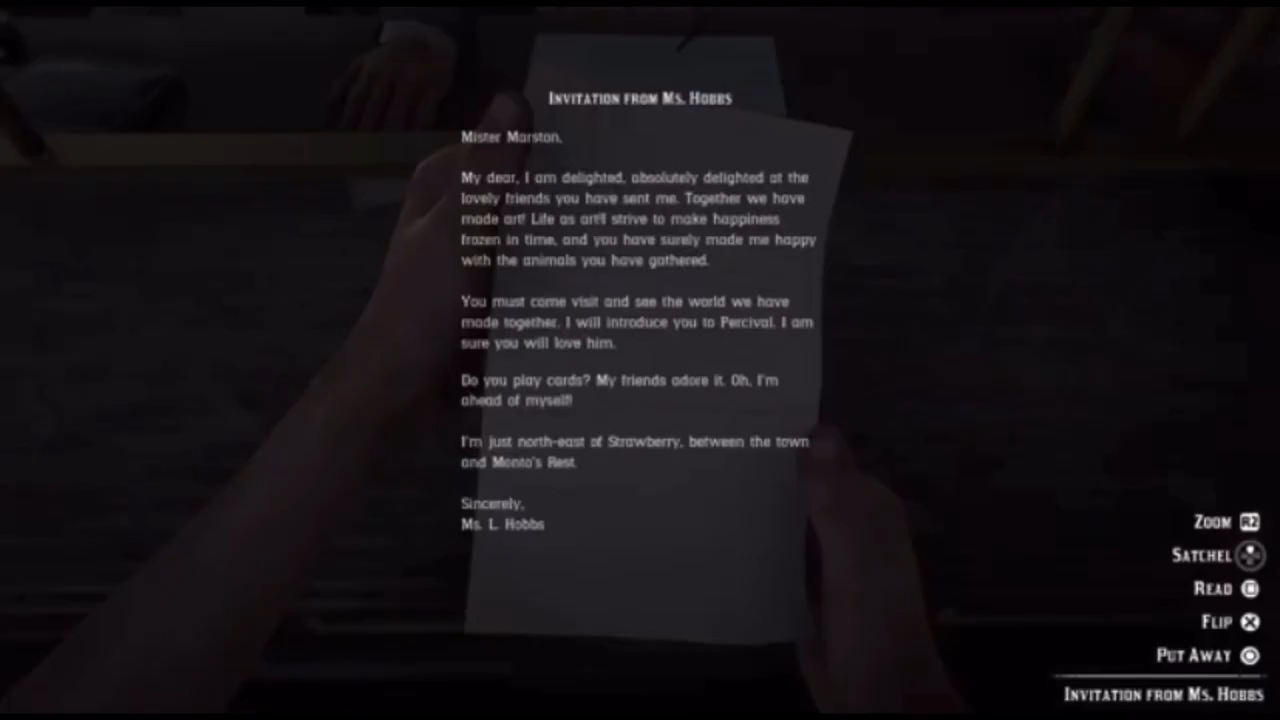 Invitation from Ms. Hobbs
Mister Marston,
My dear, I am delighted, absolutely delighted at the
lovely friends you have sent me. Together we have
made art! Life as art!I strive to make happiness
frozen in time, and you have surely made me happy
with the animals you have gathered.
You must come visit and see the world we have
made together. I will introduce you to Percival. I am
sure you will love him.
Do you play cards? My friends adore it. Oh, I'm
ahead of myself!
I'm just north-east of Strawberry, between the town
and Monto's Rest.
Sincerely,
Ms. L. Hobbs
Zoom R2
Satchel
Read
Flip
Put Away
Invitation from Ms. Hobbs